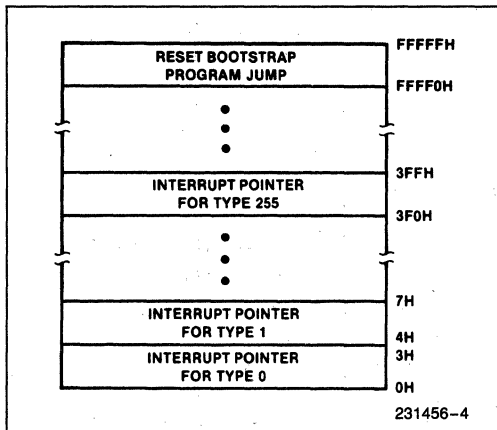 RESET BOOTSTRAP
PROGRAM JUMP
FFFFFH
FFFF0H
3FFH
INTERRUPT POINTER
FOR TYPE 255
3F0H
7H
INTERRUPT POINTER
FOR TYPE 1
4H
3H
INTERRUPT POINTER
FOR TYPE 0
0H
231456-4